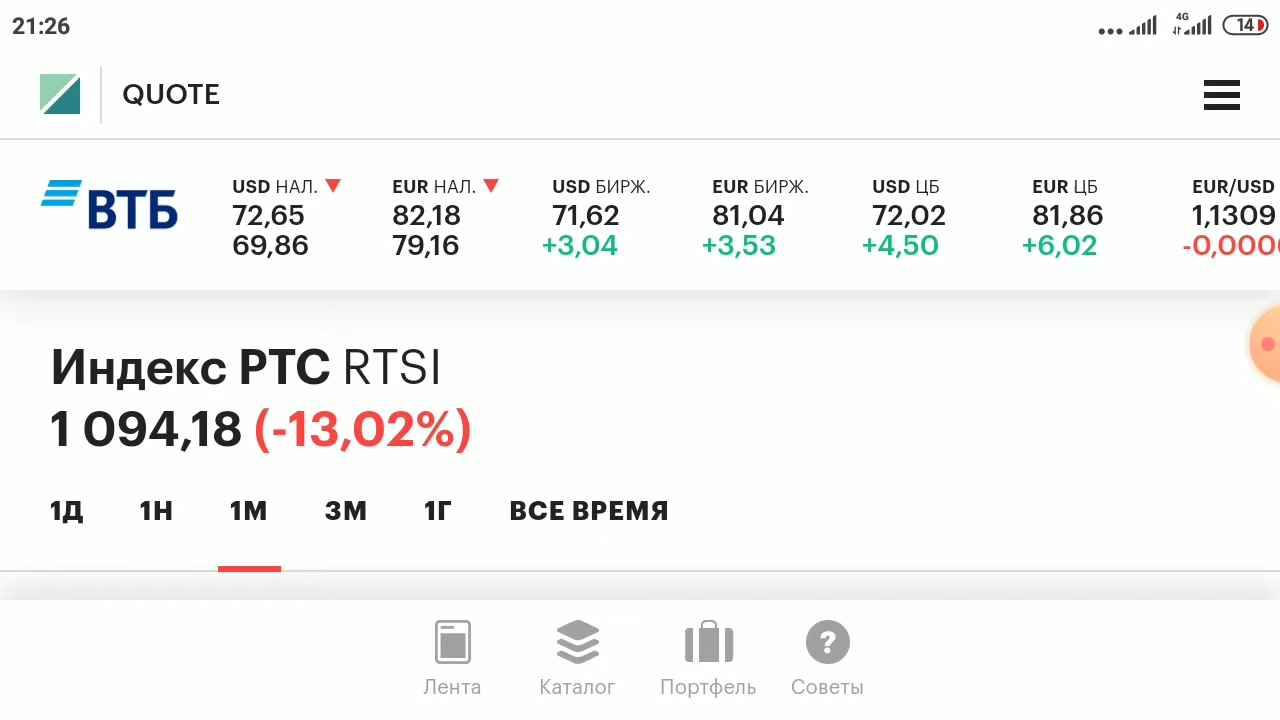 21:26
4G
14
QUOTE
ВТБ
USD НАЛ. EUR НАЛ. USD БИРЖ. EUR БИРЖ. USD ЦБ EUR ЦБ EUR/USD
72,65 82,18 71,62 81,04 72,02 81,86 1,1309
69,86 79,16 +3,04 +3,53 +4,50 +6,02 -0,0006
Индекс РТС RTSI
1 094,18 (-13,02%)
1Д 1Н 1М 3М 1Г ВСЕ ВРЕМЯ
Лента Каталог Портфель Советы